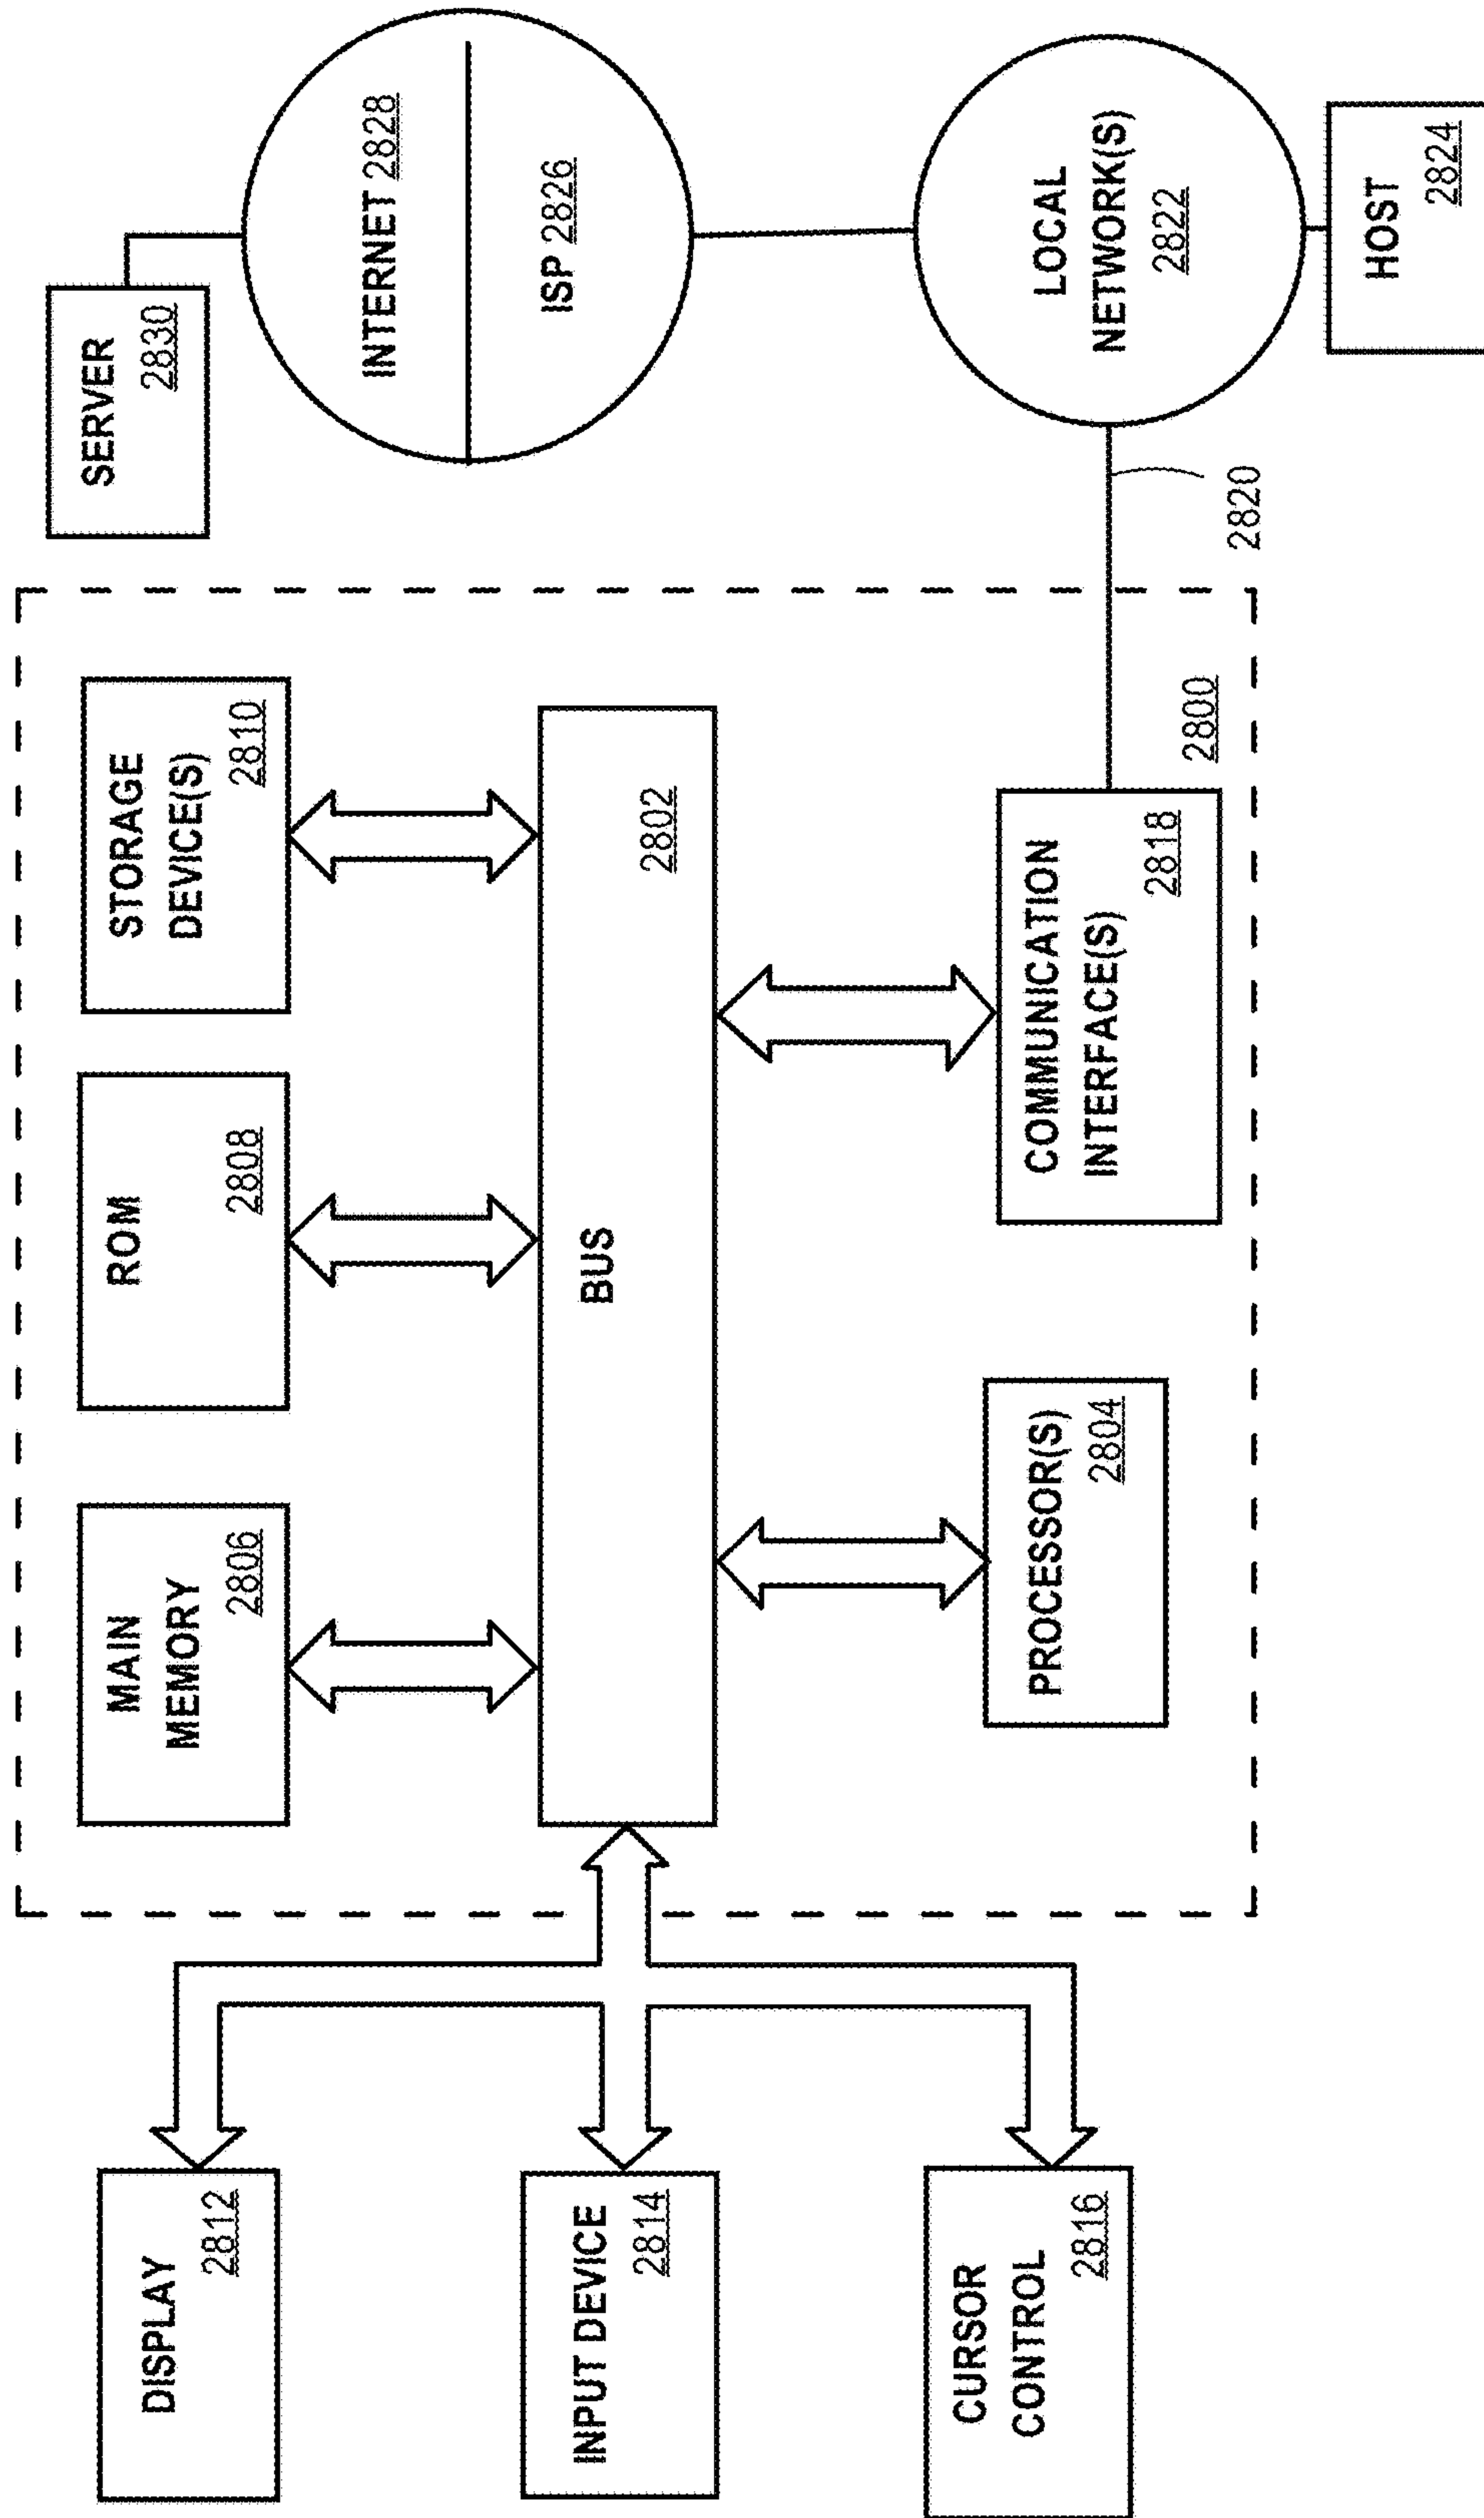 DISPLAY
2812
INPUT DEVICE
2814
CURSOR
CONTROL
2816
MAIN
MEMORY
2806
ROM
2808
STORAGE
DEVICE(S)
2810
BUS
2802
PROCESSOR(S)
2804
COMMUNICATION
INTERFACE(S)
2818
2800
SERVER
2830
INTERNET 2828
ISP 2826
2820
LOCAL
NETWORK(S)
2822
HOST
2824